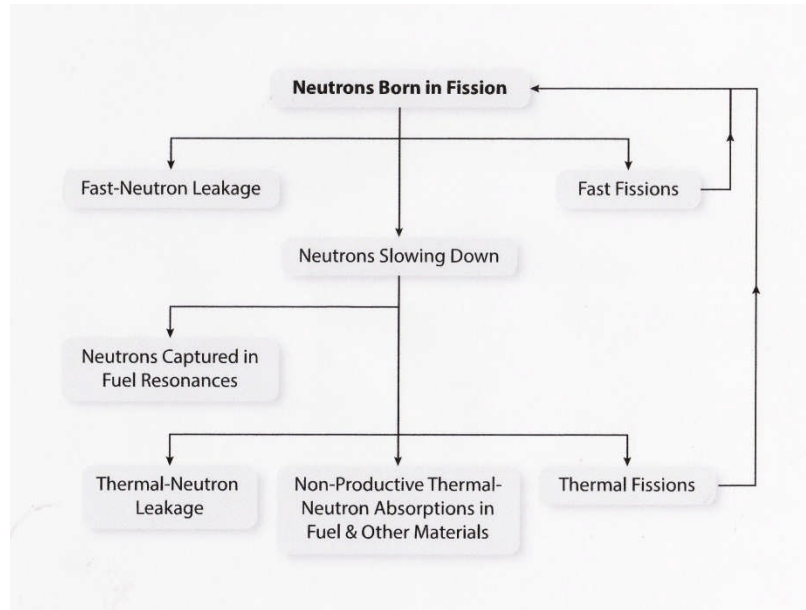 Neutrons Born in Fission
Fast-Neutron Leakage
Fast Fissions
Neutrons Slowing Down
Neutrons Captured in
Fuel Resonances
Thermal-Neutron
Leakage
Non-Productive Thermal-
Neutron Absorptions in
Fuel & Other Materials
Thermal Fissions